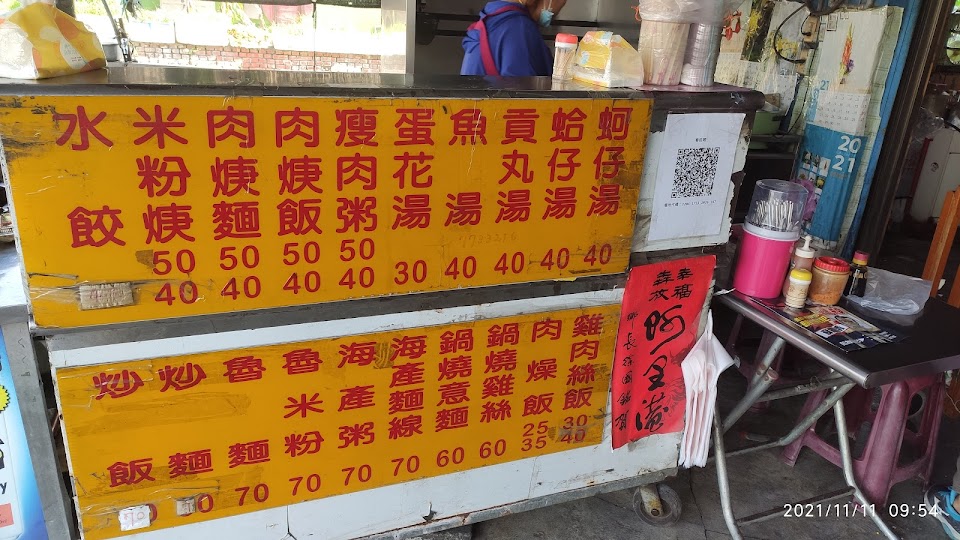 蚵仔湯 40
蛤仔湯 40
貢丸湯 40
魚湯 40
蛋花湯 30
瘦肉粥 50 40
肉焿飯 50 40
肉焿麵 50 40
米粉焿 50 40
水餃
雞肉絲飯 30 40
肉燥飯 25 35
鍋燒雞絲 60
鍋燒意麵 60
海產麵線 70
海產粥 70
魯米粉 70
魯麵 70
炒麵
炒飯 70
幸福
犇放
2021
2021/11/11 09:54